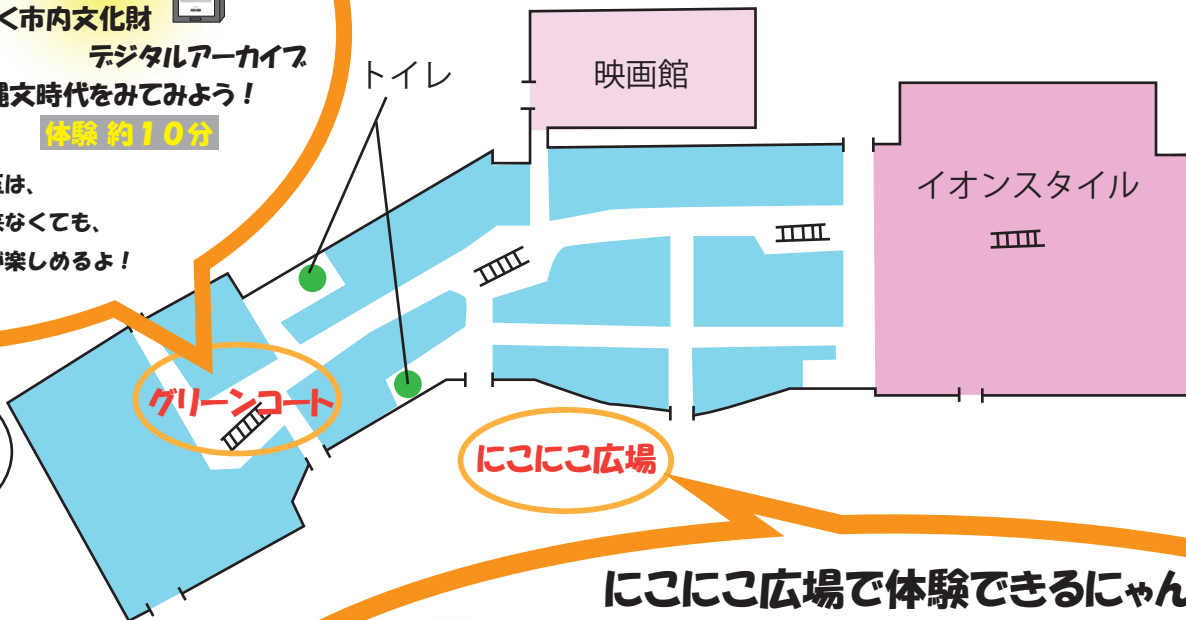 く市内文化財
デジタルアーカイブ
縄文時代をみてみよう！
体験 約１０分
は、
来なくても、
楽しめるよ！
トイレ
映画館
イオンスタイル
グリーンコート
にこにこ広場
にこにこ広場で体験できるにゃん